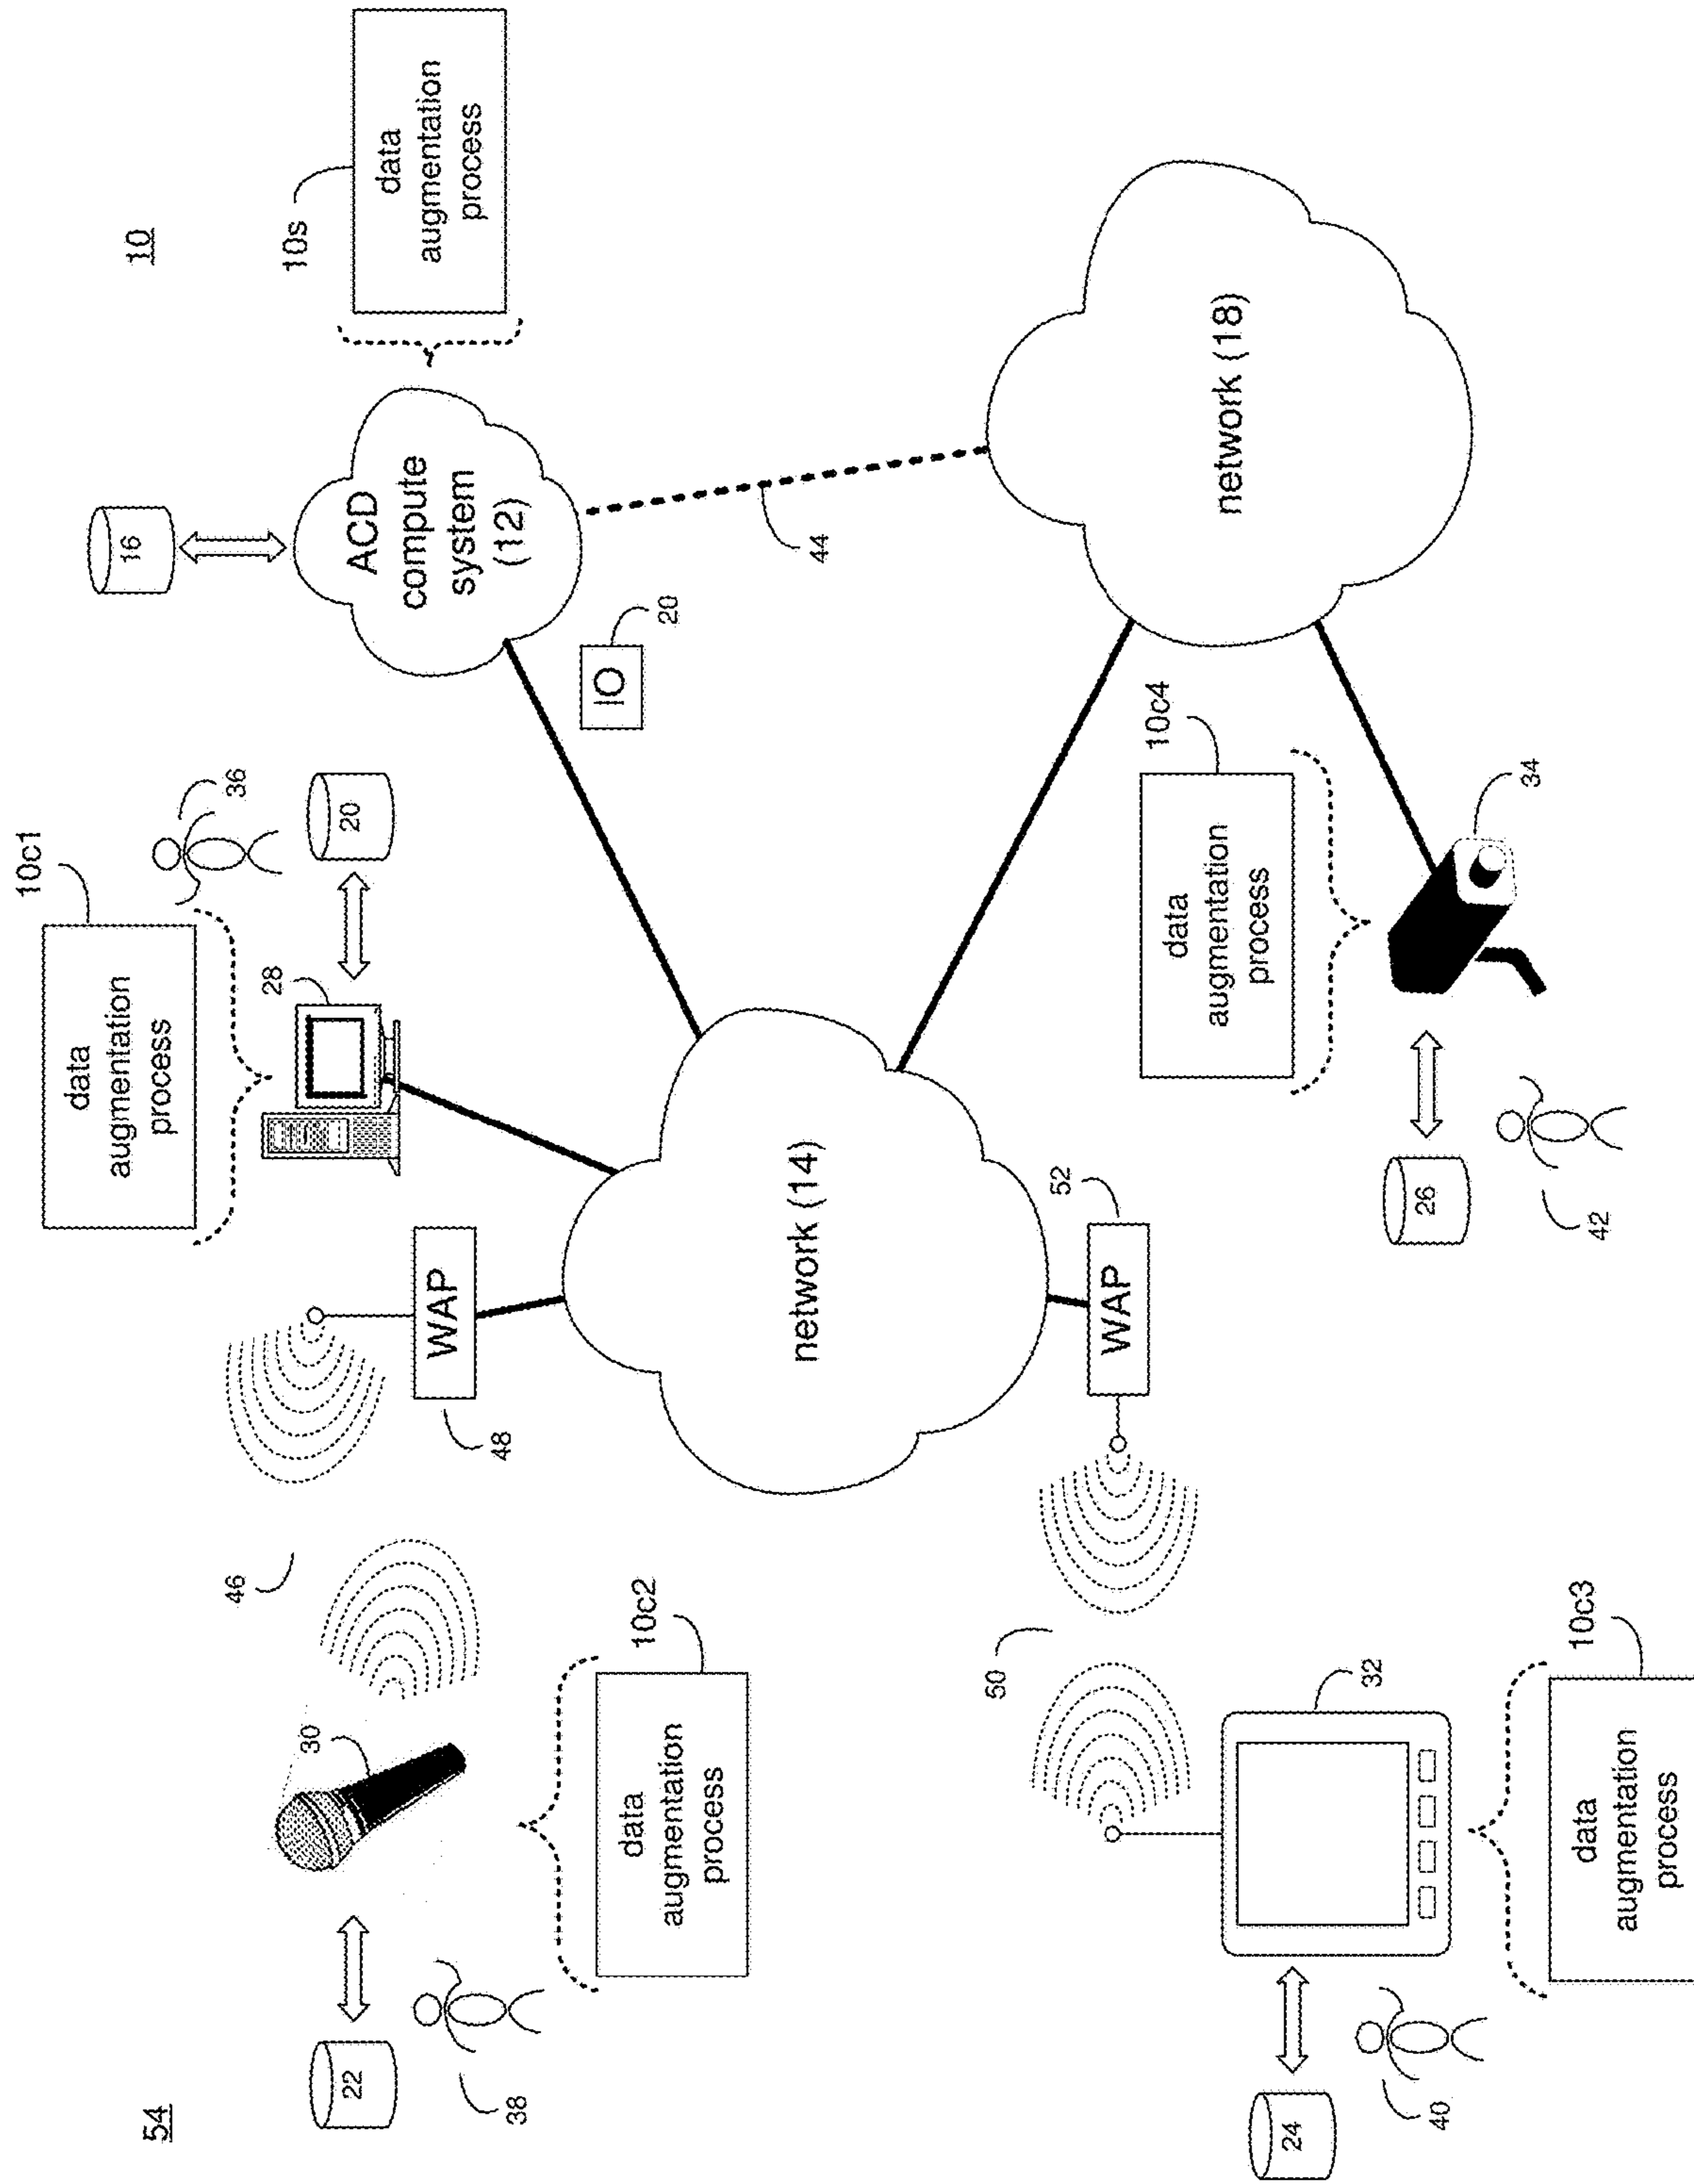 10
10s
data
augmentation
process
16
ACD
compute
system
(12)
IO
20
44
network (18)
10c1
data
augmentation
process
36
20
28
10c4
data
augmentation
process
34
26
42
WAP
48
network (14)
52
WAP
46
30
10c2
data
augmentation
process
22
38
50
32
10c3
data
augmentation
process
24
40
54